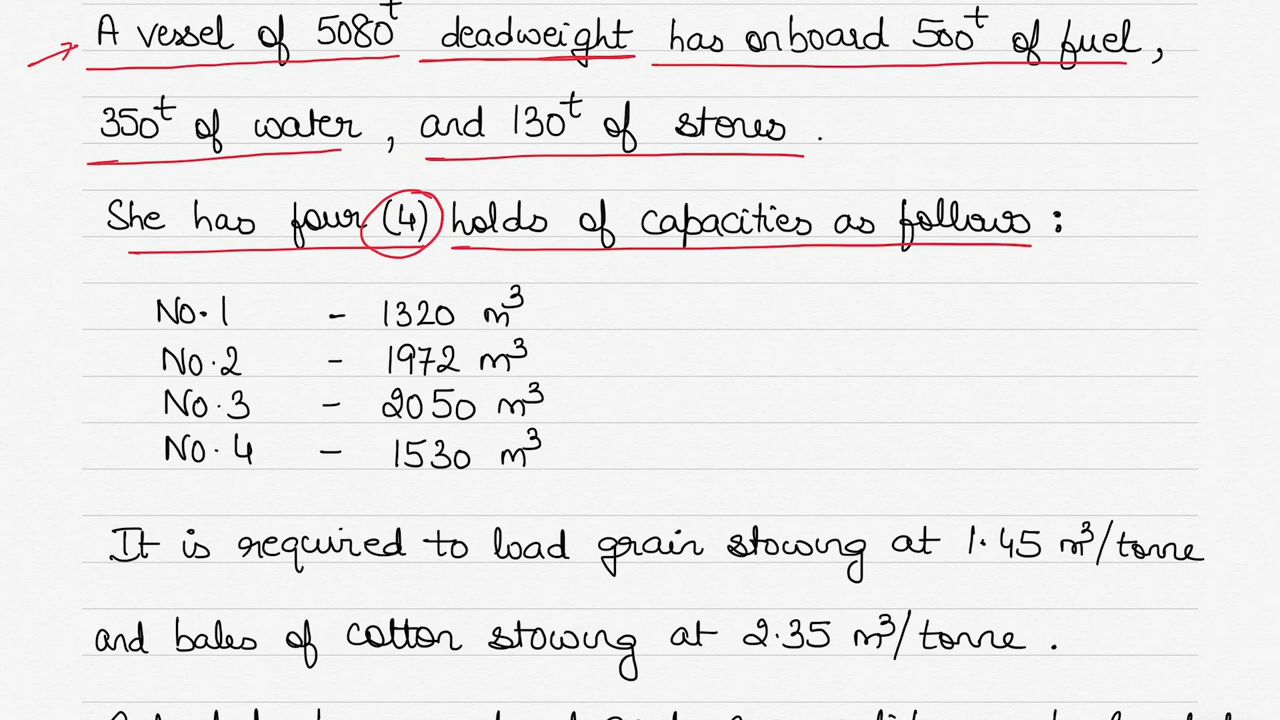 A vessel of 5080ᵗ deadweight has onboard 500ᵗ of fuel,
350ᵗ of water, and 130ᵗ of stores.
She has four (4) holds of capacities as follows:
No.1 - 1320 m³
No.2 - 1972 m³
No.3 - 2050 m³
No.4 - 1530 m³
It is required to load grain stowing at 1.45 m³/tonne
and bales of cotton stowing at 2.35 m³/tonne.